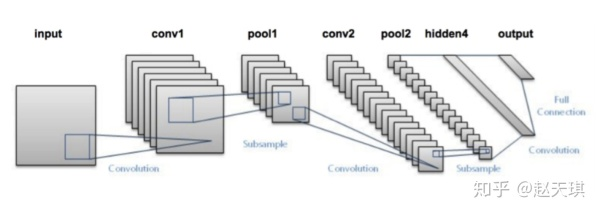 input conv1 pool1 conv2 pool2 hidden4 output
Full
Connection
Subsample
Convolution Convolution Subsample Convolution
知乎 @赵天琪